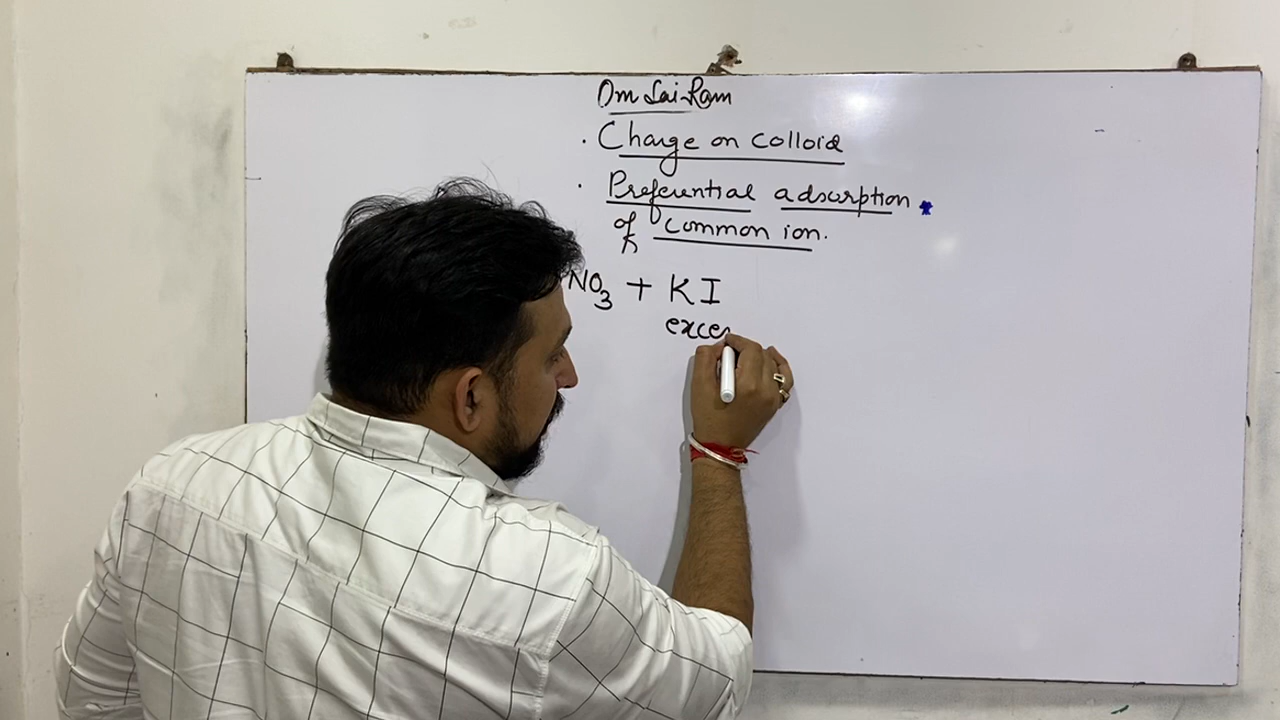 Om Sai Ram
· Charge on colloid
· Preferential adsorption
of common ion.
NO3 + KI
exce